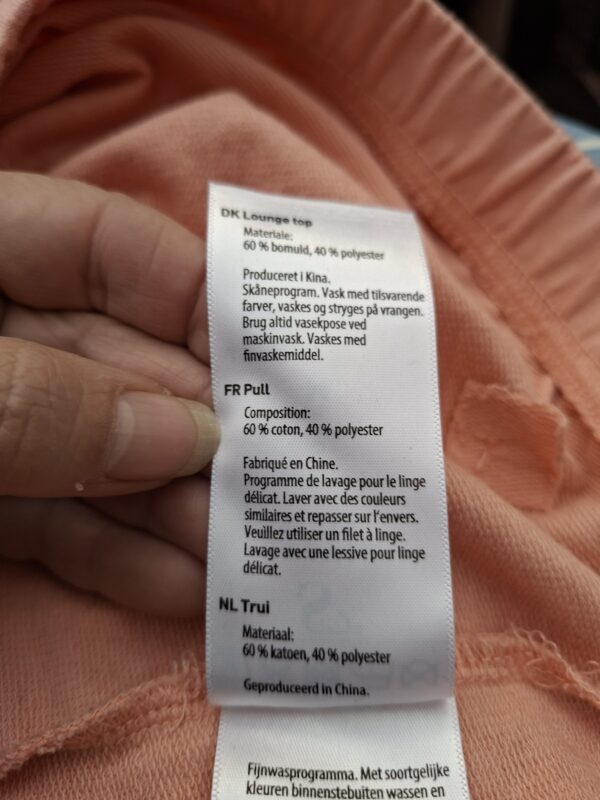 DK Lounge top
Materiale:
60 % bomuld, 40 % polyester
Produceret i Kina.
Skåneprogram. Vask med tilsvarende
farver, vaskes og stryges på vrangen.
Brug altid vasekpose ved
maskinvask. Vaskes med
finvaskemiddel.
FR Pull
Composition:
60 % coton, 40 % polyester
Fabriqué en Chine.
Programme de lavage pour le linge
délicat. Laver avec des couleurs
similaires et repasser sur l'envers.
Veuillez utiliser un filet à linge.
Lavage avec une lessive pour linge
délicat.
NL Trui
Materiaal:
60 % katoen, 40 % polyester
Geproduceerd in China.
Fijnwasprogramma. Met soortgelijke
kleuren binnenstebuiten wassen en